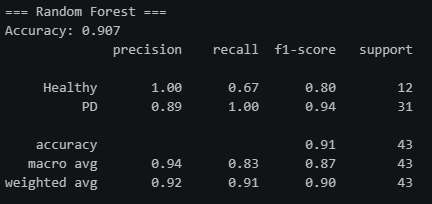 === Random Forest ===
Accuracy: 0.907
precision recall f1-score support
Healthy 1.00 0.67 0.80 12
PD 0.89 1.00 0.94 31
accuracy 0.91 43
macro avg 0.94 0.83 0.87 43
weighted avg 0.92 0.91 0.90 43